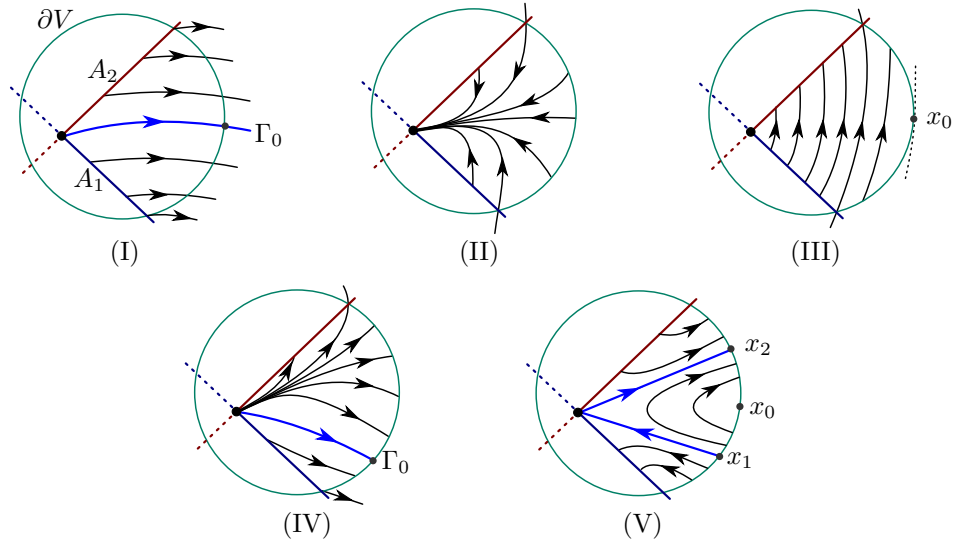 ∂V
A₂
Γ₀
A₁
x₀
(I) (II) (III)
x₂
x₀
Γ₀
x₁
(IV) (V)